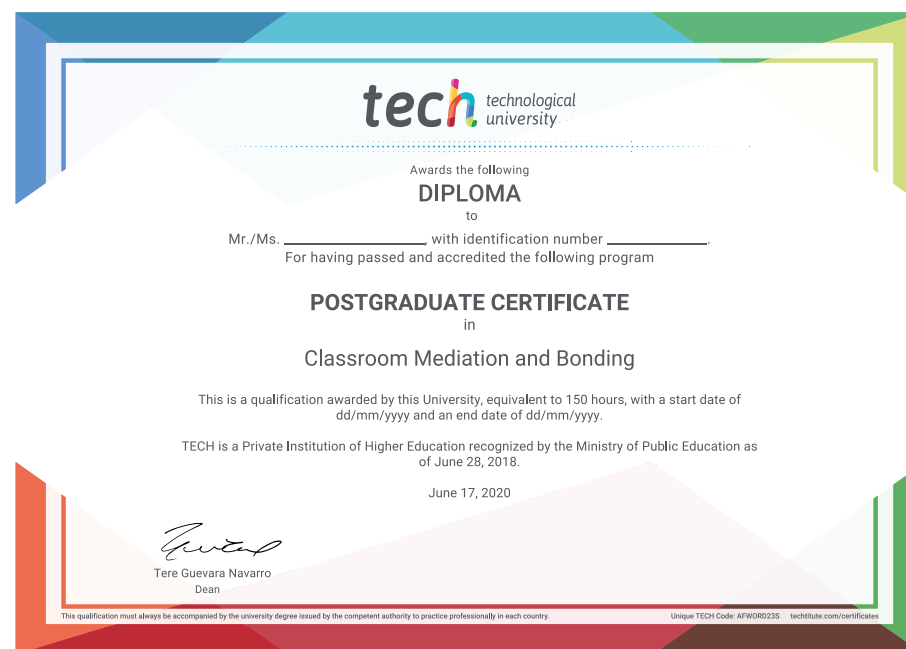 tech technological
university
Awards the following
DIPLOMA
to
Mr./Ms. ____________________, with identification number ______________.
For having passed and accredited the following program
POSTGRADUATE CERTIFICATE
in
Classroom Mediation and Bonding
This is a qualification awarded by this University, equivalent to 150 hours, with a start date of
dd/mm/yyyy and an end date of dd/mm/yyyy.
TECH is a Private Institution of Higher Education recognized by the Ministry of Public Education as
of June 28, 2018.
June 17, 2020
Tere Guevara Navarro
Dean
This qualification must always be accompanied by the university degree issued by the competent authority to practice professionally in each country.
Unique TECH Code: AFWORD23S techtitute.com/certificates